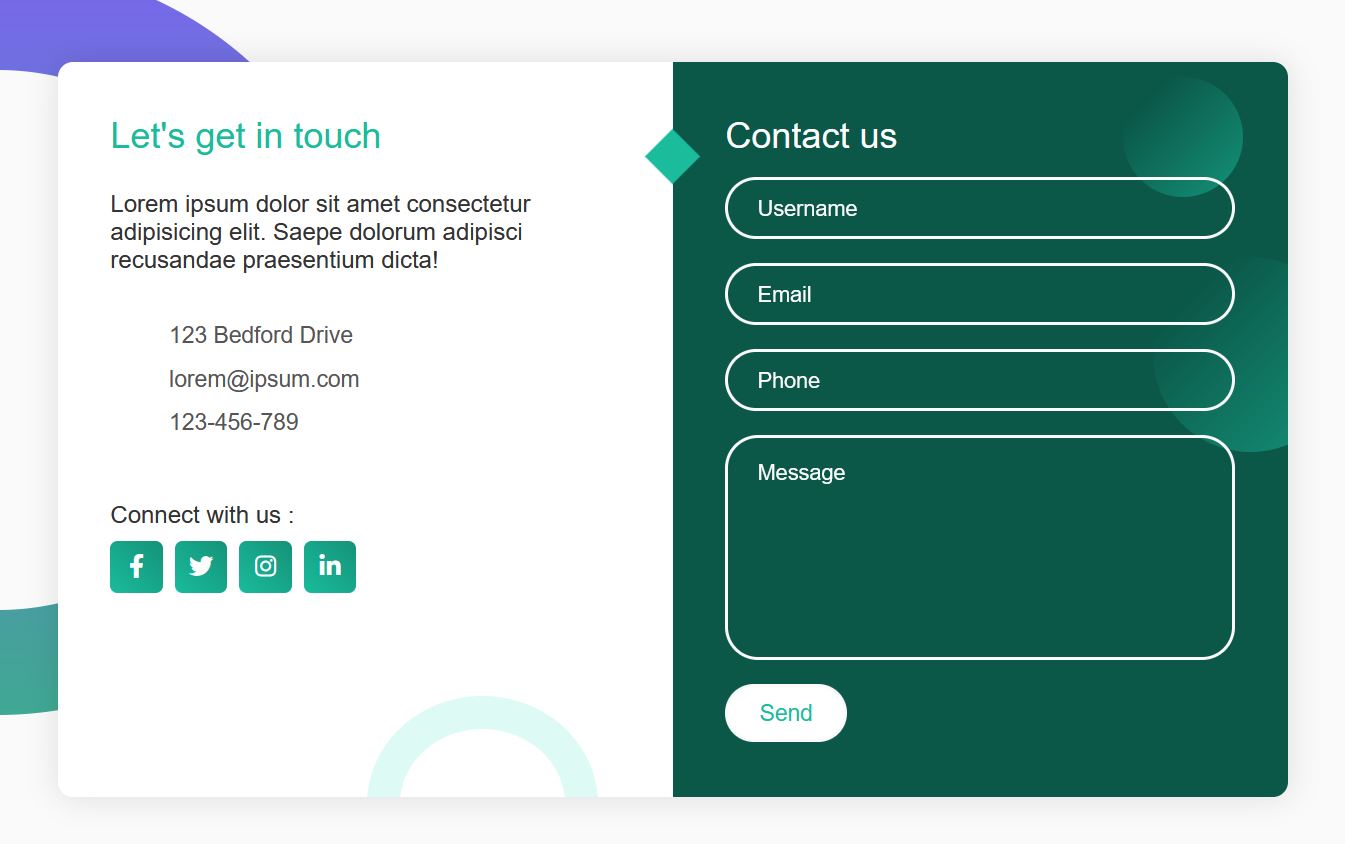 Let's get in touch
Lorem ipsum dolor sit amet consectetur
adipisicing elit. Saepe dolorum adipisci
recusandae praesentium dicta!
123 Bedford Drive
lorem@ipsum.com
123-456-789
Connect with us :
Contact us
Username
Email
Phone
Message
Send